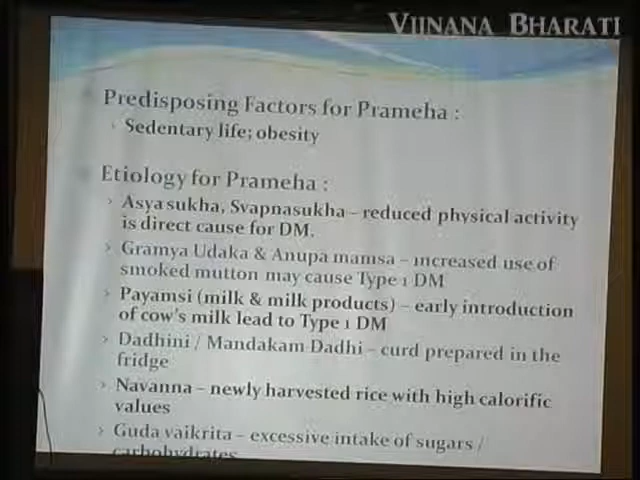 VIJNANA BHARATI
Predisposing Factors for Prameha :
Sedentary life; obesity
Etiology for Prameha :
Asya sukha, Svapnasukha – reduced physical activity
is direct cause for DM.
Gramya Udaka & Anupa mamsa – increased use of
smoked mutton may cause Type 1 DM
Payamsi (milk & milk products) – early introduction
of cow's milk lead to Type 1 DM
Dadhini / Mandakam Dadhi – curd prepared in the
fridge
Navanna – newly harvested rice with high calorific
values
Guda vaikrita – excessive intake of sugars /
carbohydrates